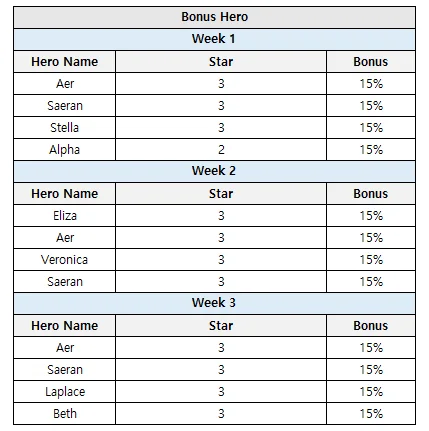 Bonus Hero
Week 1
Hero Name Star Bonus
Aer 3 15%
Saeran 3 15%
Stella 3 15%
Alpha 2 15%
Week 2
Hero Name Star Bonus
Eliza 3 15%
Aer 3 15%
Veronica 3 15%
Saeran 3 15%
Week 3
Hero Name Star Bonus
Aer 3 15%
Saeran 3 15%
Laplace 3 15%
Beth 3 15%